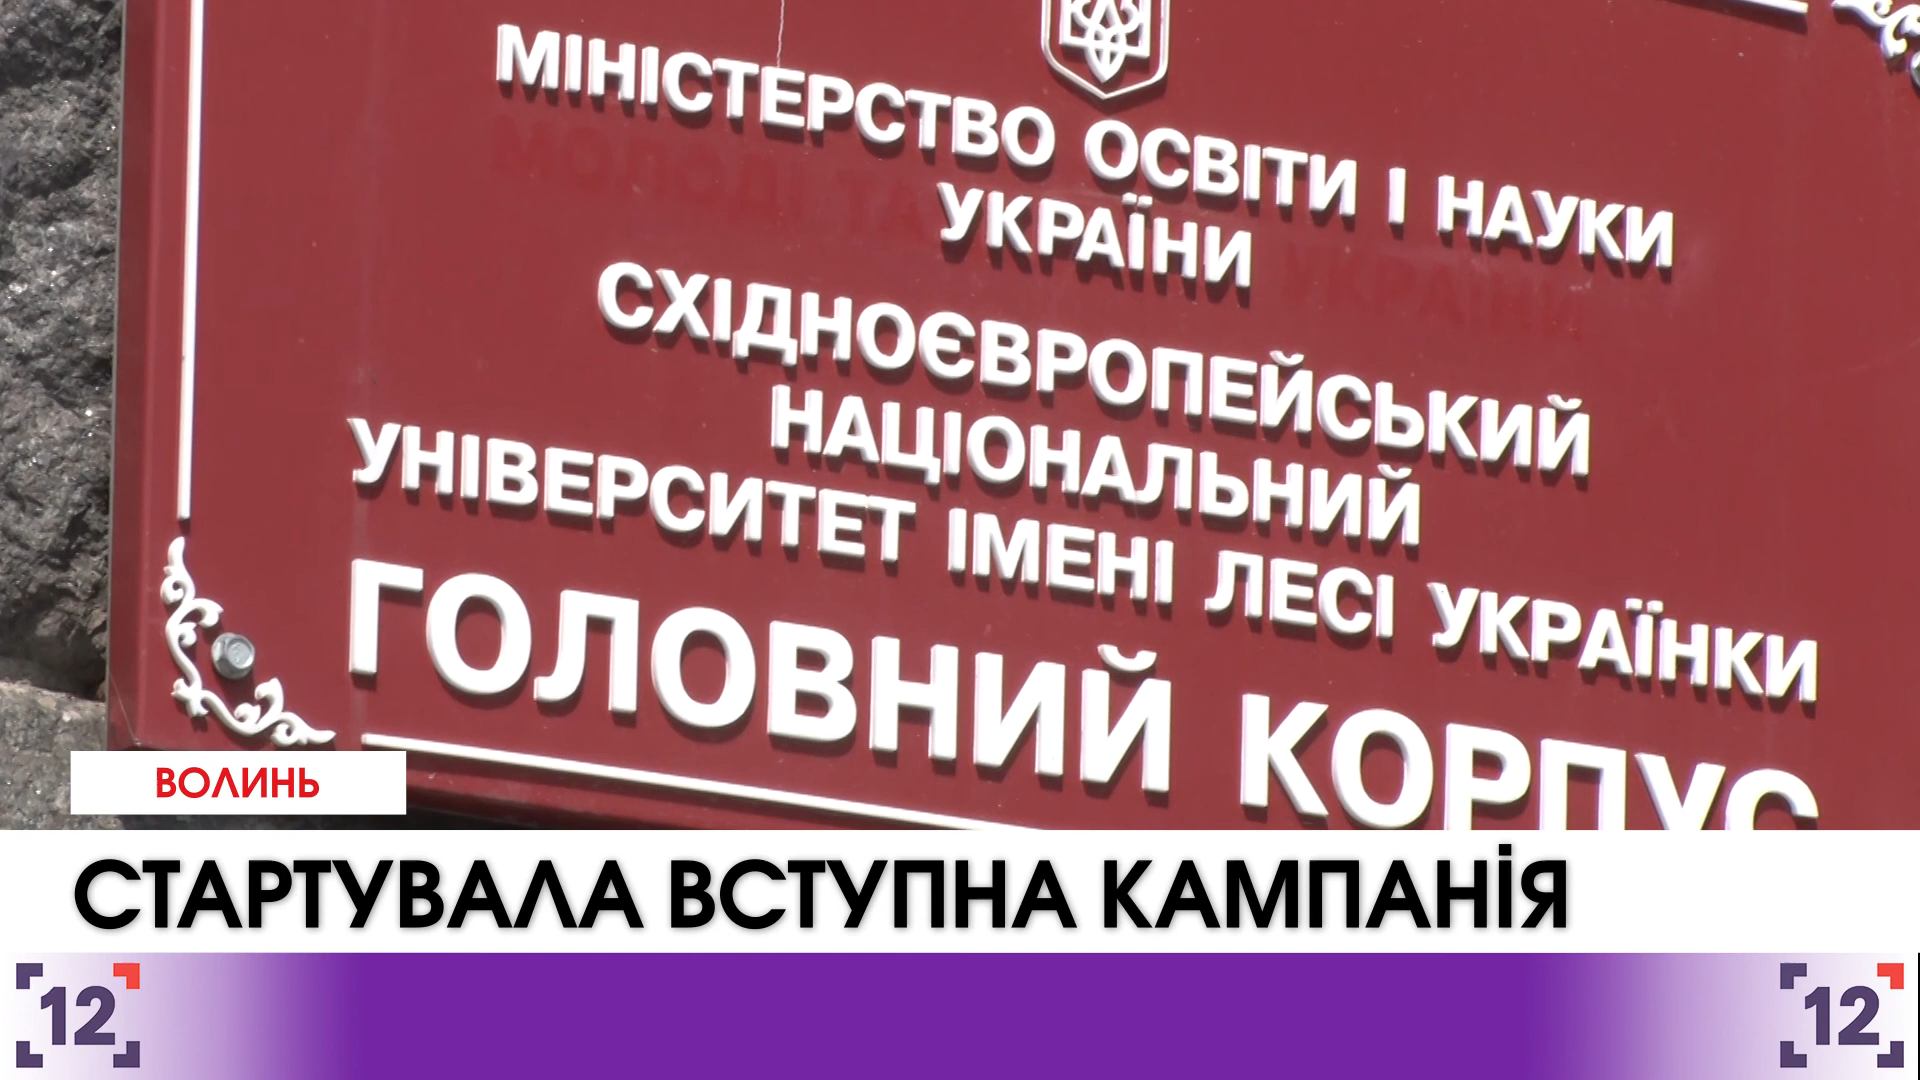 МІНІСТЕРСТВО ОСВІТИ І НАУКИ
УКРАЇНИ
СХІДНОЄВРОПЕЙСЬКИЙ
НАЦІОНАЛЬНИЙ
УНІВЕРСИТЕТ ІМЕНІ ЛЕСІ УКРАЇНКИ
ГОЛОВНИЙ КОРПУС
ВОЛИНЬ
СТАРТУВАЛА ВСТУПНА КАМПАНІЯ
12
12